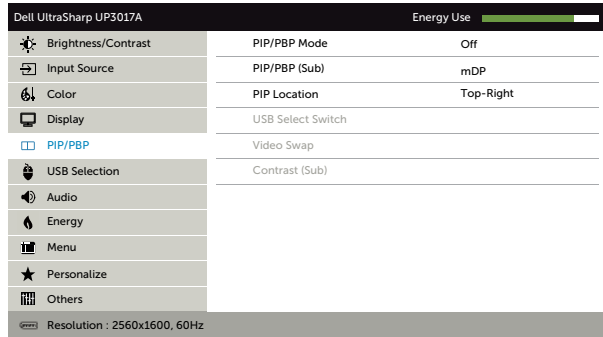 Dell UltraSharp UP3017A Energy Use
Brightness/Contrast PIP/PBP Mode Off
Input Source PIP/PBP (Sub) mDP
Color PIP Location Top-Right
Display USB Select Switch
PIP/PBP Video Swap
USB Selection Contrast (Sub)
Audio
Energy
Menu
Personalize
Others
Resolution : 2560x1600, 60Hz